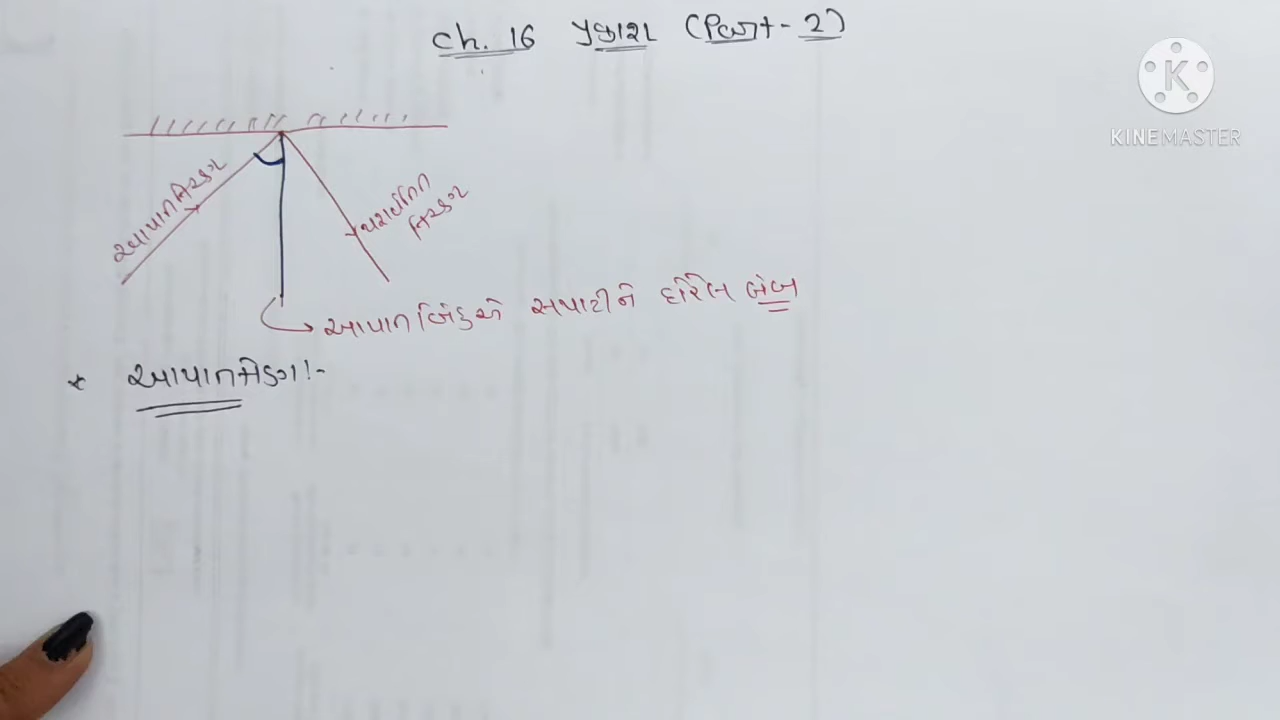 Ch. 16 પ્રકાશ (Part - 2)
KINEMASTER
આપાતકિરણ
પરાવર્તિત
કિરણ
આપાતબિંદુએ સપાટીને દોરેલ લંબ
* આપાતકોણ :-